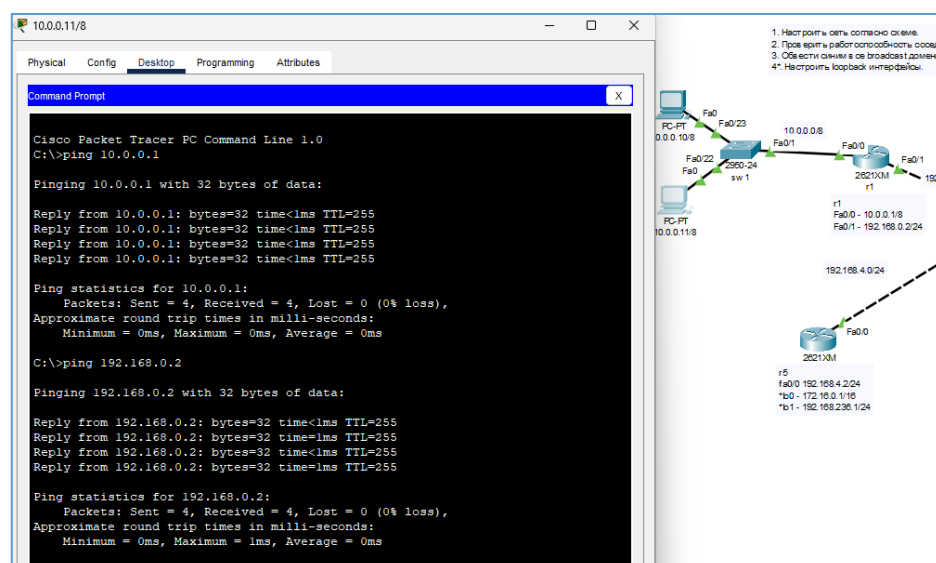 10.0.0.11/8
Physical Config Desktop Programming Attributes
Command Prompt
X
Cisco Packet Tracer PC Command Line 1.0
C:\>ping 10.0.0.1
Pinging 10.0.0.1 with 32 bytes of data:
Reply from 10.0.0.1: bytes=32 time<1ms TTL=255
Reply from 10.0.0.1: bytes=32 time<1ms TTL=255
Reply from 10.0.0.1: bytes=32 time<1ms TTL=255
Reply from 10.0.0.1: bytes=32 time<1ms TTL=255
Ping statistics for 10.0.0.1:
Packets: Sent = 4, Received = 4, Lost = 0 (0% loss),
Approximate round trip times in milli-seconds:
Minimum = 0ms, Maximum = 0ms, Average = 0ms
C:\>ping 192.168.0.2
Pinging 192.168.0.2 with 32 bytes of data:
Reply from 192.168.0.2: bytes=32 time<1ms TTL=255
Reply from 192.168.0.2: bytes=32 time=1ms TTL=255
Reply from 192.168.0.2: bytes=32 time<1ms TTL=255
Reply from 192.168.0.2: bytes=32 time=1ms TTL=255
Ping statistics for 192.168.0.2:
Packets: Sent = 4, Received = 4, Lost = 0 (0% loss),
Approximate round trip times in milli-seconds:
Minimum = 0ms, Maximum = 1ms, Average = 0ms
1. Настроить сеть согласно схеме.
2. Проверить работоспособность
3. Обвести синим все broadcast
4*. Настроить loopback интерфейсы.
Fa0
PC-PT
0.0.0.10/8
Fa0/23
10.0.0.0/8
Fa0/1
Fa0/0
Fa0/1
Fa0/22
Fa0
2950-24
sw 1
2621XM
r1
192
PC-PT
10.0.0.11/8
r1
Fa0/0 - 10.0.0.1/8
Fa0/1 - 192.168.0.2/24
192.168.4.0/24
Fa0/0
2621XM
r5
fa0/0 192.168.4.2/24
*lb0 - 172.16.0.1/16
*lb1 - 192.168.236.1/24